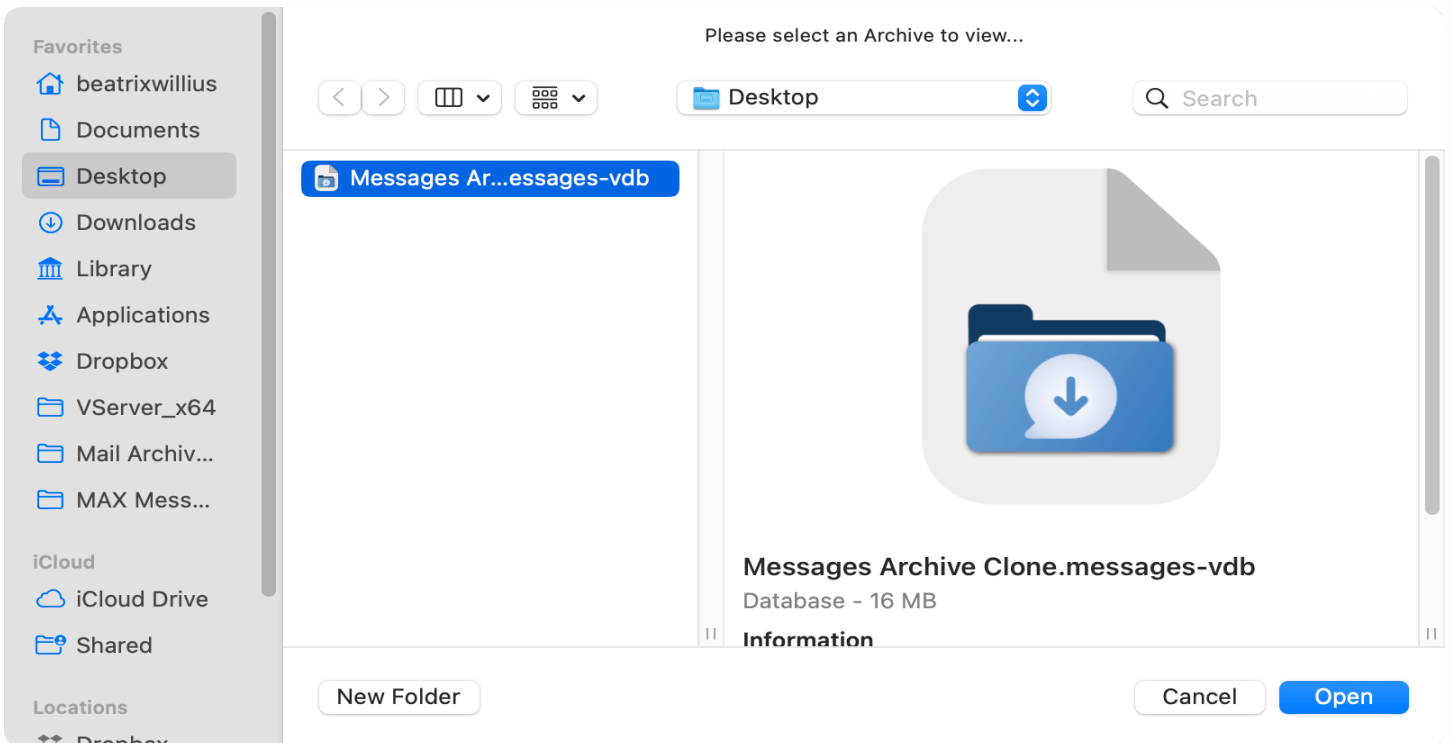 Please select an Archive to view...
Favorites
beatrixwillius
Documents
Desktop
Downloads
Library
Applications
Dropbox
VServer_x64
Mail Archiv...
MAX Mess...
iCloud
iCloud Drive
Shared
Locations
Dropbox
Desktop
Search
Messages Ar...essages-vdb
Messages Archive Clone.messages-vdb
Database - 16 MB
Information
New Folder
Cancel
Open